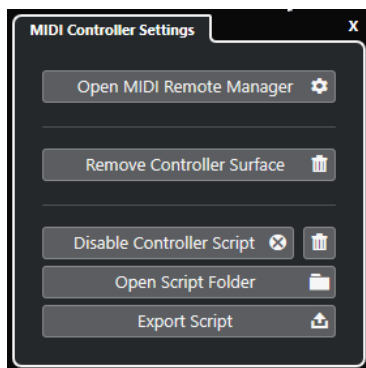 MIDI Controller Settings
X
Open MIDI Remote Manager
Remove Controller Surface
Disable Controller Script
Open Script Folder
Export Script